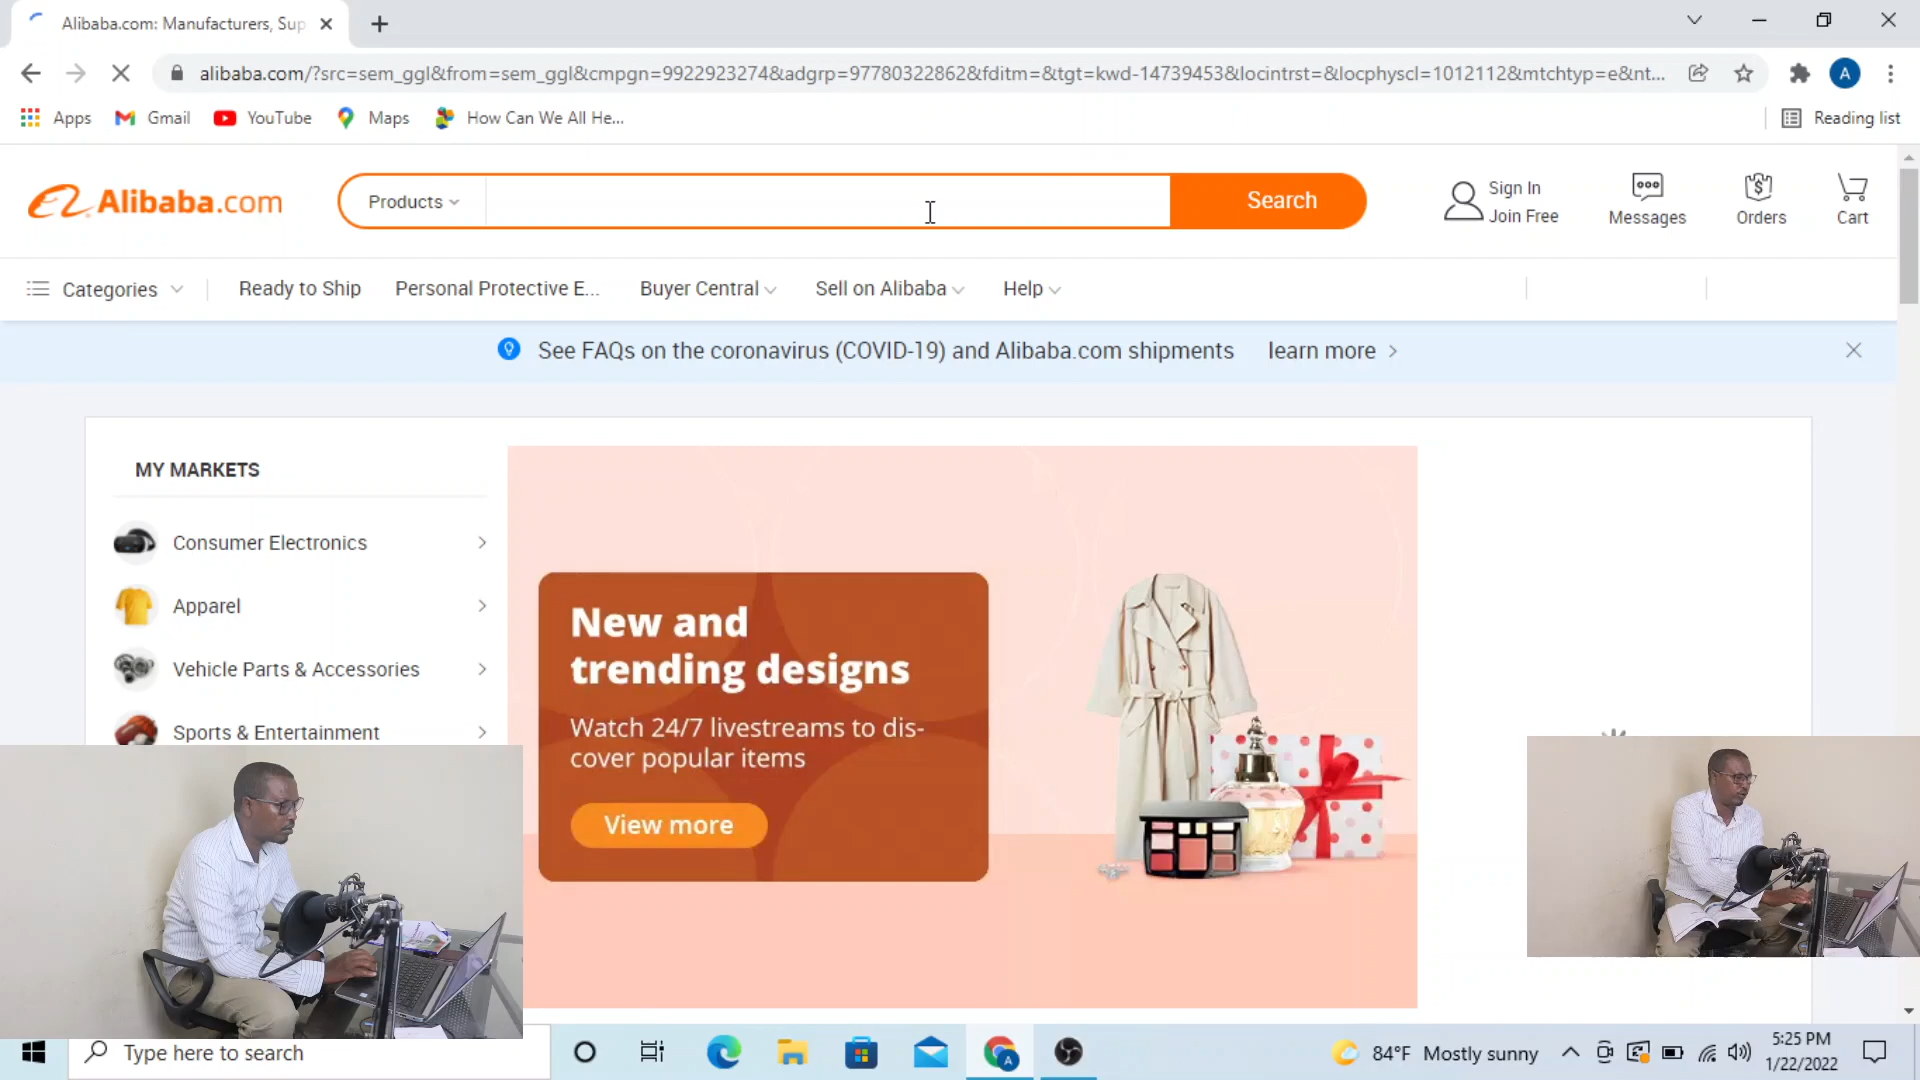 Alibaba.com: Manufacturers, Sup
alibaba.com/?src=sem_ggl&from=sem_ggl&cmpgn=9922923274&adgrp=97780322862&fditm=&tgt=kwd-14739453&locintrst=&locphyscl=1012112&mtchtyp=e&nt...
A
Apps Gmail YouTube Maps How Can We All He... Reading list
Alibaba.com Products Search Sign In
Join Free Messages Orders Cart
Categories Ready to Ship Personal Protective E... Buyer Central Sell on Alibaba Help
See FAQs on the coronavirus (COVID-19) and Alibaba.com shipments learn more
MY MARKETS
Consumer Electronics
Apparel
Vehicle Parts & Accessories
Sports & Entertainment
New and
trending designs
Watch 24/7 livestreams to dis-
cover popular items
View more
Type here to search
84°F Mostly sunny
5:25 PM
1/22/2022